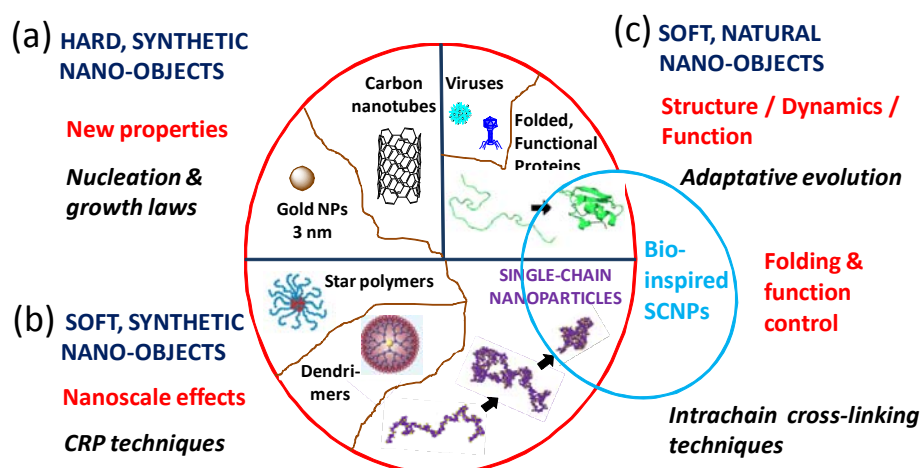 (a) HARD, SYNTHETIC
NANO-OBJECTS
New properties
Nucleation &
growth laws
Carbon
nanotubes
Gold NPs
3 nm
Viruses
Folded,
Functional
Proteins
(c) SOFT, NATURAL
NANO-OBJECTS
Structure / Dynamics /
Function
Adaptative evolution
(b) SOFT, SYNTHETIC
NANO-OBJECTS
Nanoscale effects
CRP techniques
Star polymers
Dendri-
mers
SINGLE-CHAIN
NANOPARTICLES
Bio-
inspired
SCNPs
Folding &
function
control
Intrachain cross-linking
techniques